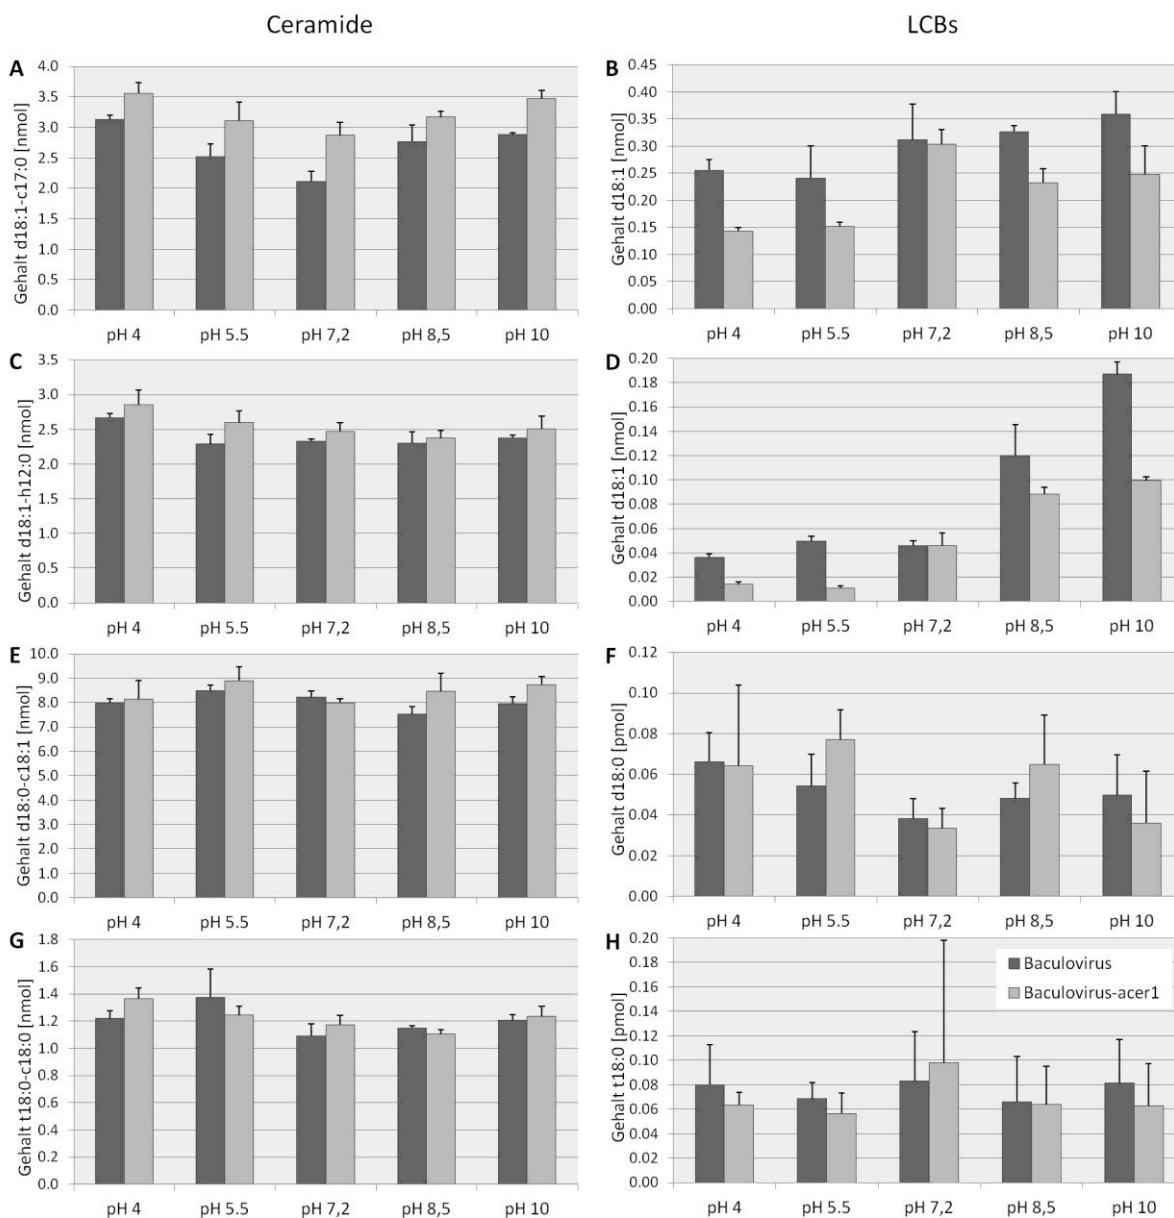 Ceramide
LCBs
A
Gehalt d18:1-c17:0 [nmol]
4.0
3.5
3.0
2.5
2.0
1.5
1.0
0.5
0.0
pH 4
pH 5.5
pH 7,2
pH 8,5
pH 10
B
Gehalt d18:1 [nmol]
0.45
0.40
0.35
0.30
0.25
0.20
0.15
0.10
0.05
0.00
pH 4
pH 5.5
pH 7,2
pH 8,5
pH 10
C
Gehalt d18:1-h12:0 [nmol]
3.5
3.0
2.5
2.0
1.5
1.0
0.5
0.0
pH 4
pH 5.5
pH 7,2
pH 8,5
pH 10
D
Gehalt d18:1 [nmol]
0.20
0.18
0.16
0.14
0.12
0.10
0.08
0.06
0.04
0.02
0.00
pH 4
pH 5.5
pH 7,2
pH 8,5
pH 10
E
Gehalt d18:0-c18:1 [nmol]
10.0
9.0
8.0
7.0
6.0
5.0
4.0
3.0
2.0
1.0
0.0
pH 4
pH 5.5
pH 7,2
pH 8,5
pH 10
F
Gehalt d18:0 [pmol]
0.12
0.10
0.08
0.06
0.04
0.02
0.00
pH 4
pH 5.5
pH 7,2
pH 8,5
pH 10
G
Gehalt t18:0-c18:0 [nmol]
1.8
1.6
1.4
1.2
1.0
0.8
0.6
0.4
0.2
0.0
pH 4
pH 5.5
pH 7,2
pH 8,5
pH 10
H
Gehalt t18:0 [pmol]
0.20
0.18
0.16
0.14
0.12
0.10
0.08
0.06
0.04
0.02
0.00
Baculovirus
Baculovirus-acer1
pH 4
pH 5.5
pH 7,2
pH 8,5
pH 10